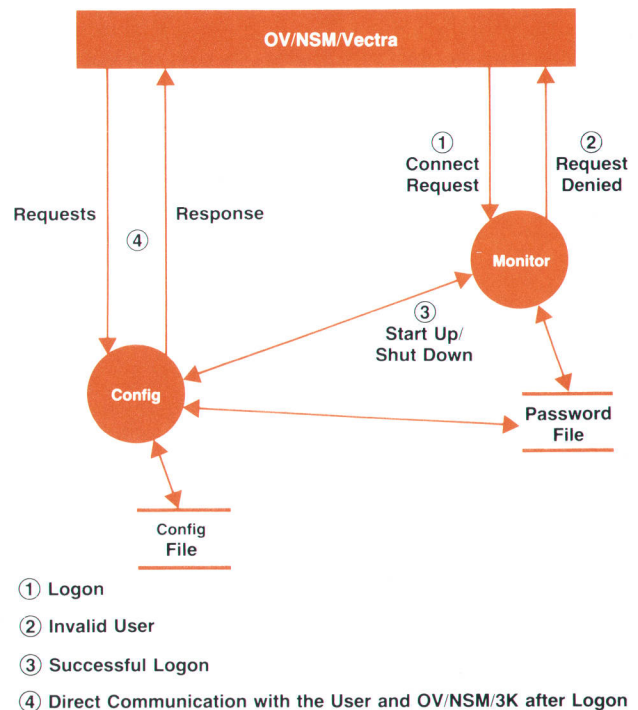 OV/NSM/Vectra
①
Connect
Request
②
Request
Denied
Requests
④
Response
Monitor
③
Start Up/
Shut Down
Config
Password
File
Config
File
① Logon
② Invalid User
③ Successful Logon
④ Direct Communication with the User and OV/NSM/3K after Logon